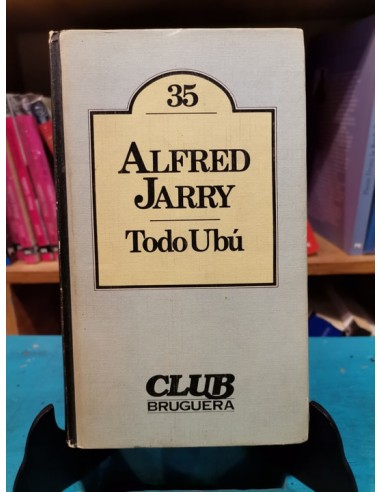 35
ALFRED
JARRY
Todo Ubú
CLUB
BRUGUERA